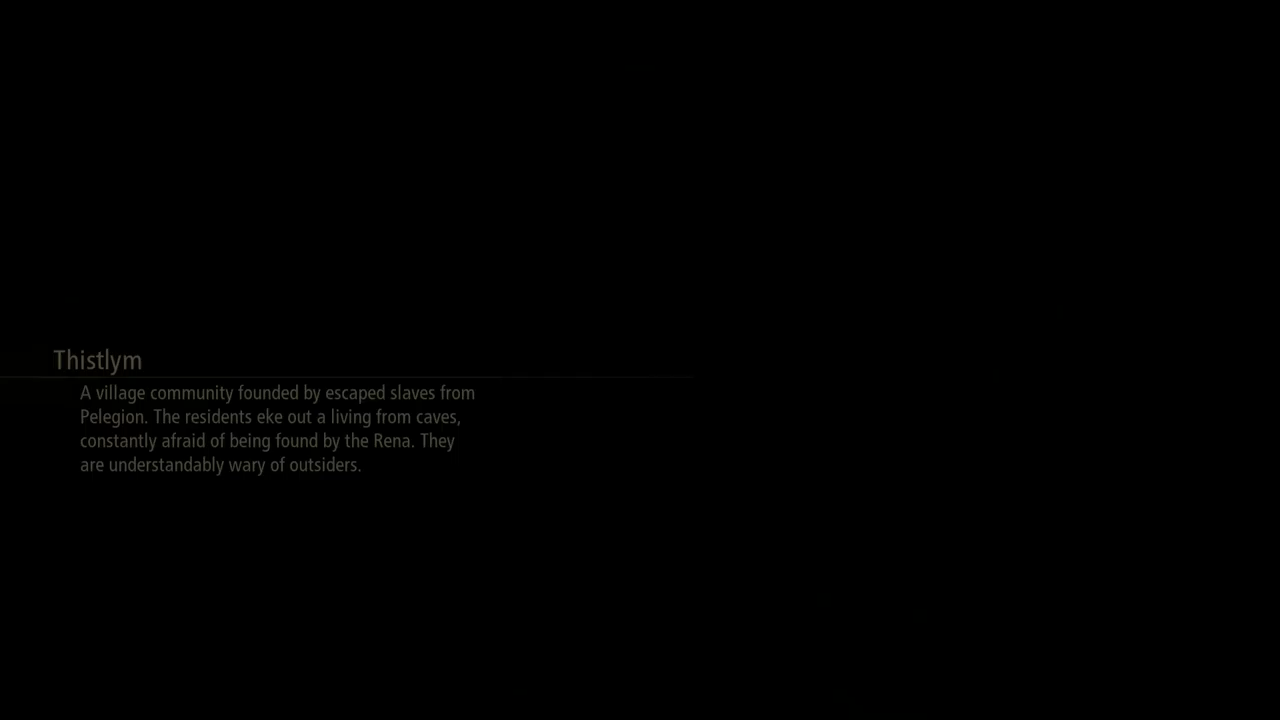 Thistlym
A village community founded by escaped slaves from
Pelegion. The residents eke out a living from caves,
constantly afraid of being found by the Rena. They
are understandably wary of outsiders.